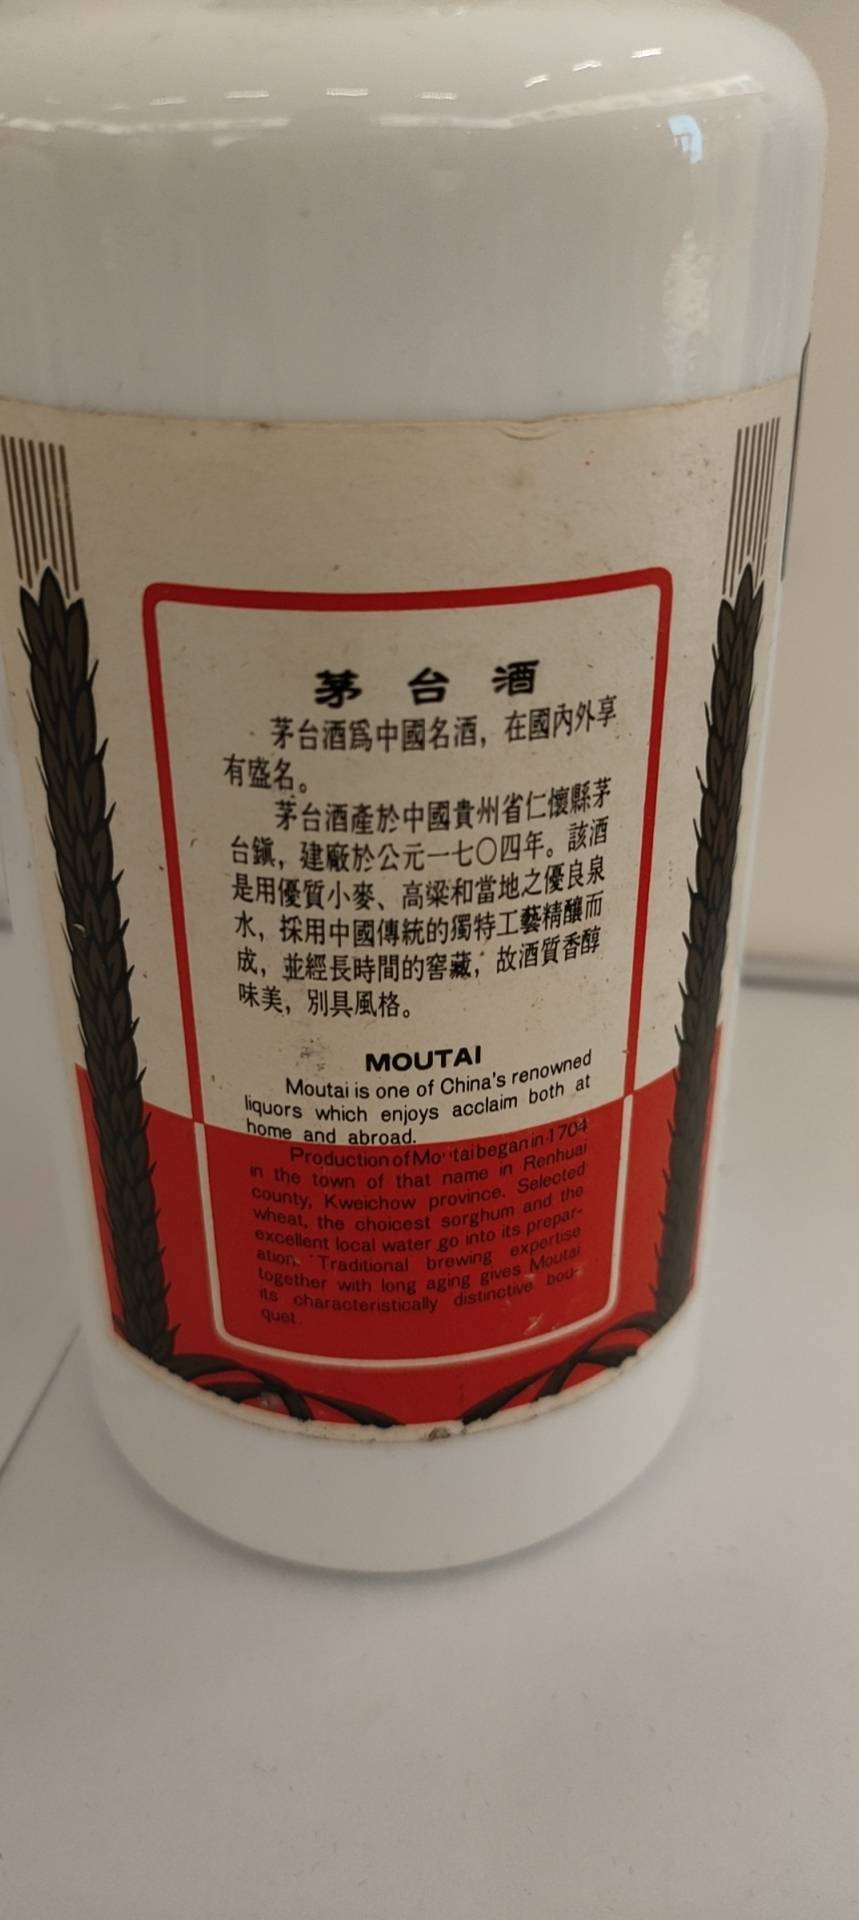 茅台酒
茅台酒爲中國名酒，在國內外享
有盛名。
茅台酒產於中國貴州省仁懷縣茅
台鎭，建廠於公元一七〇四年。該酒
是用優質小麥、高粱和當地之優良泉
水，採用中國傳統的獨特工藝精釀而
成，並經長時間的窖藏，故酒質香醇
味美，別具風格。
MOUTAI
Moutai is one of China's renowned
liquors which enjoys acclaim both at
home and abroad.
Production of Moutai began in 1704
in the town of that name in Renhuai
county, Kweichow province. Selected
wheat, the choicest sorghum and the
excellent local water go into its prepar-
ation. Traditional brewing expertise
together with long aging gives Moutai
its characteristically distinctive bou-
quet.